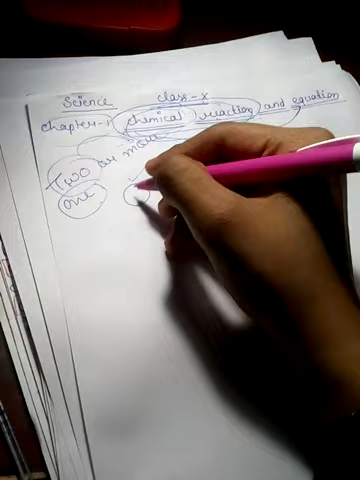 Science class-x
chapter-1 chemical reaction and equation
Two or more
one